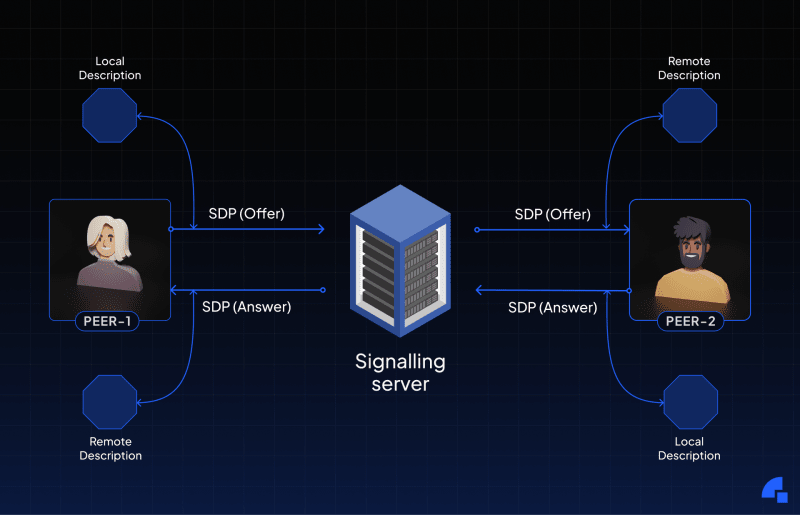 Local
Description
Remote
Description
SDP (Offer)
SDP (Offer)
SDP (Answer)
SDP (Answer)
PEER-1
PEER-2
Signalling
server
Remote
Description
Local
Description